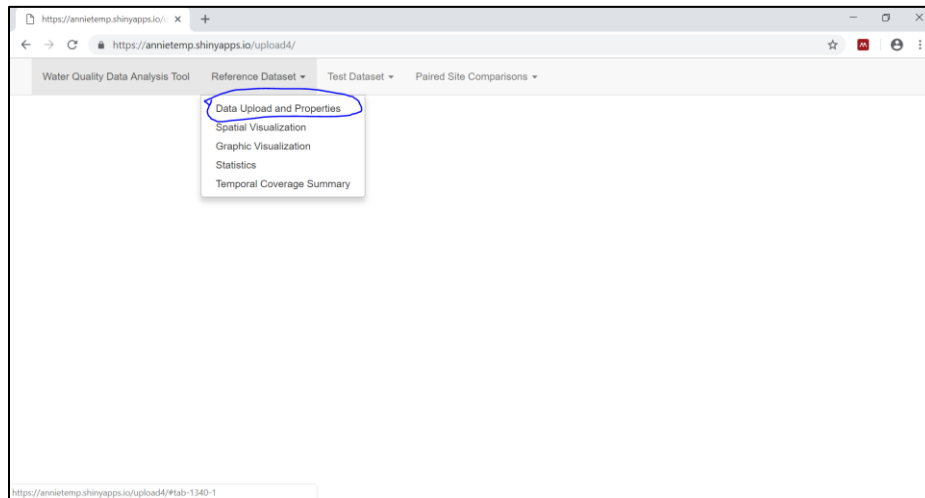 https://annietemp.shinyapps.io/u
https://annietemp.shinyapps.io/upload4/
Water Quality Data Analysis Tool Reference Dataset Test Dataset Paired Site Comparisons
Data Upload and Properties
Spatial Visualization
Graphic Visualization
Statistics
Temporal Coverage Summary
https://annietemp.shinyapps.io/upload4/#tab-1340-1